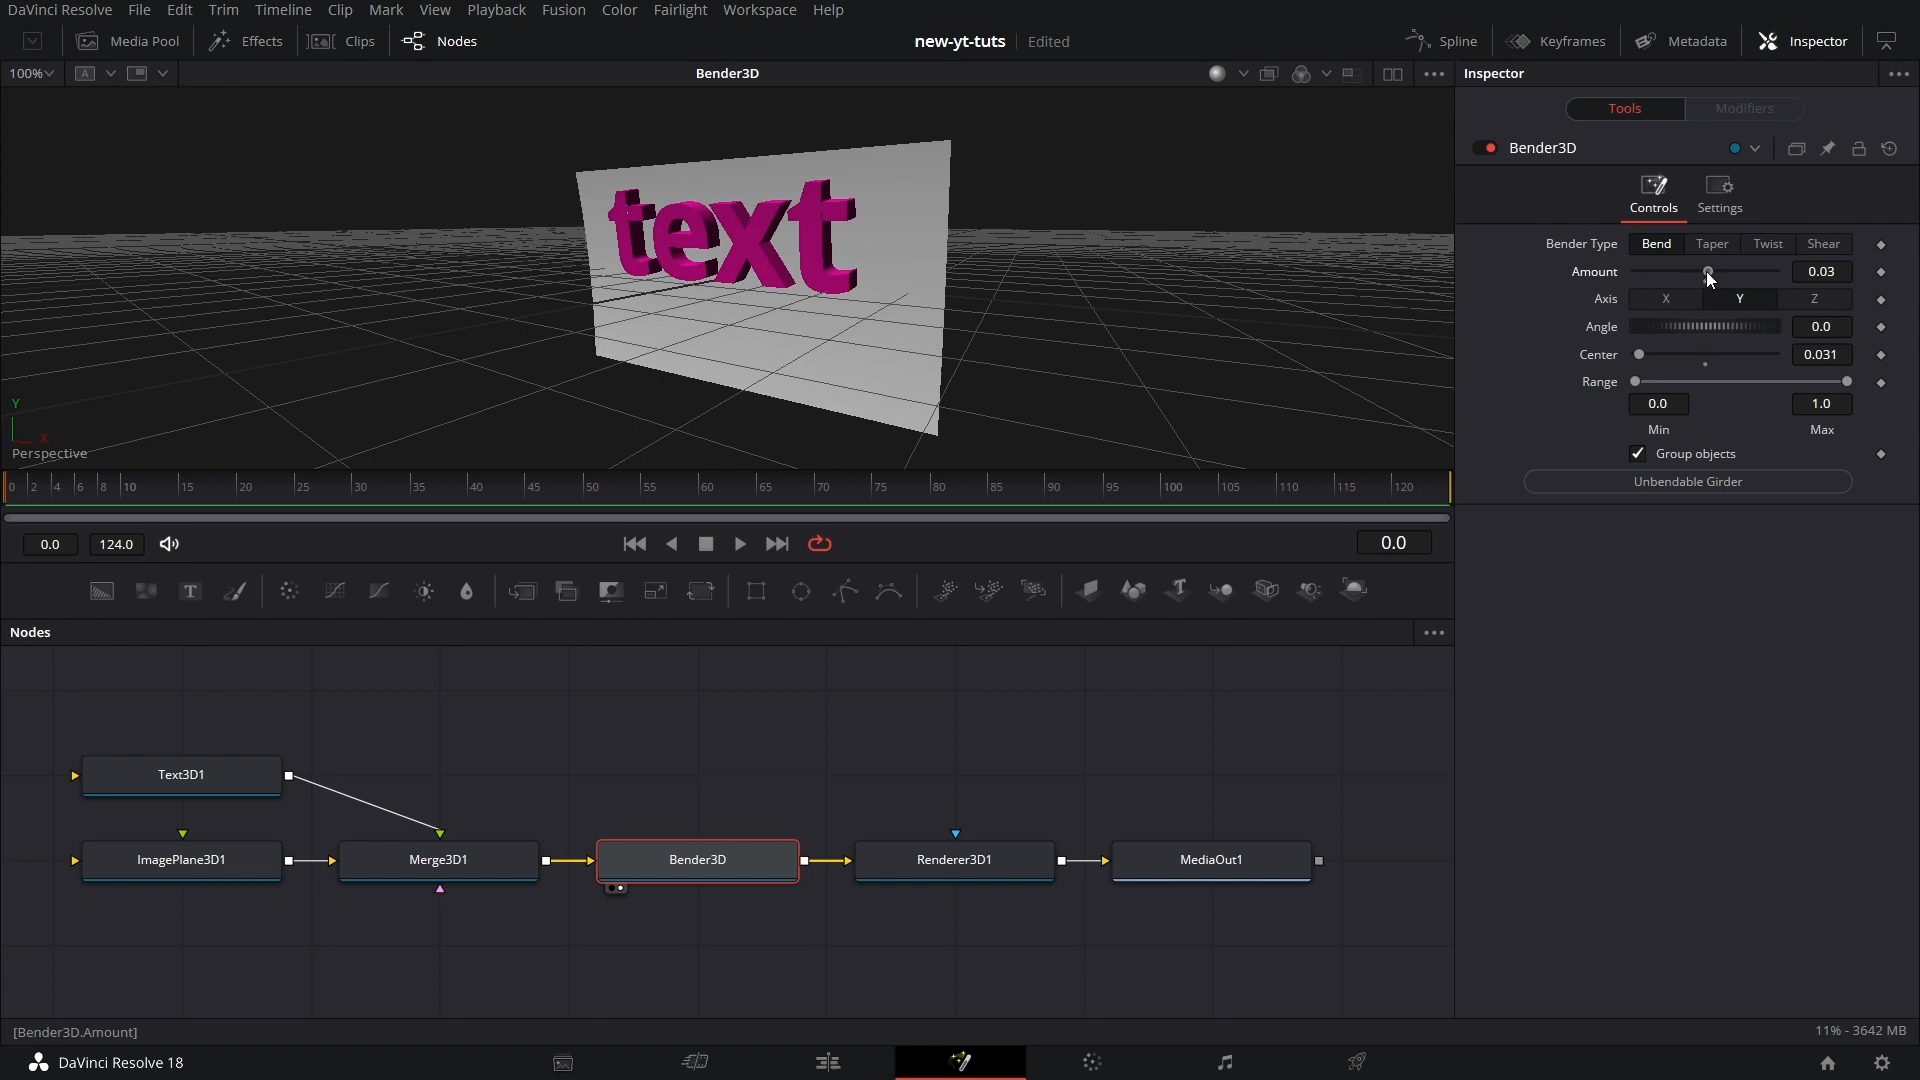 DaVinci Resolve File Edit Trim Timeline Clip Mark View Playback Fusion Color Fairlight Workspace Help
Media Pool Effects Clips Nodes new-yt-tuts Edited Spline Keyframes Metadata Inspector
100% A Bender3D Inspector
Tools Modifiers
Bender3D
Controls Settings
Bender Type Bend Taper Twist Shear
Amount 0.03
Axis X Y Z
Angle 0.0
Center 0.031
Range
0.0 1.0
Min Max
Group objects
Unbendable Girder
text
Y
X
Perspective
0 2 4 6 8 10 15 20 25 30 35 40 45 50 55 60 65 70 75 80 85 90 95 100 105 110 115 120
0.0 124.0 0.0
T T
Nodes
Text3D1
ImagePlane3D1 Merge3D1 Bender3D Renderer3D1 MediaOut1
[Bender3D.Amount] 11% - 3642 MB
DaVinci Resolve 18